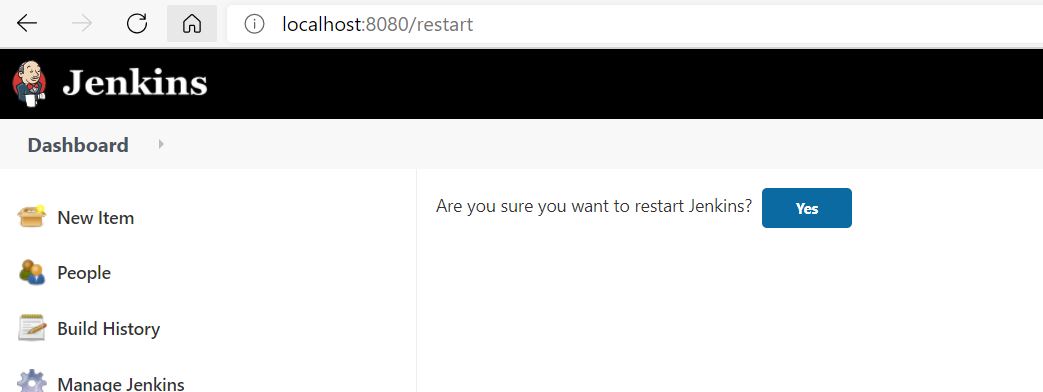 localhost:8080/restart
Jenkins
Dashboard
Are you sure you want to restart Jenkins? Yes
New Item
People
Build History
Manage Jenkins